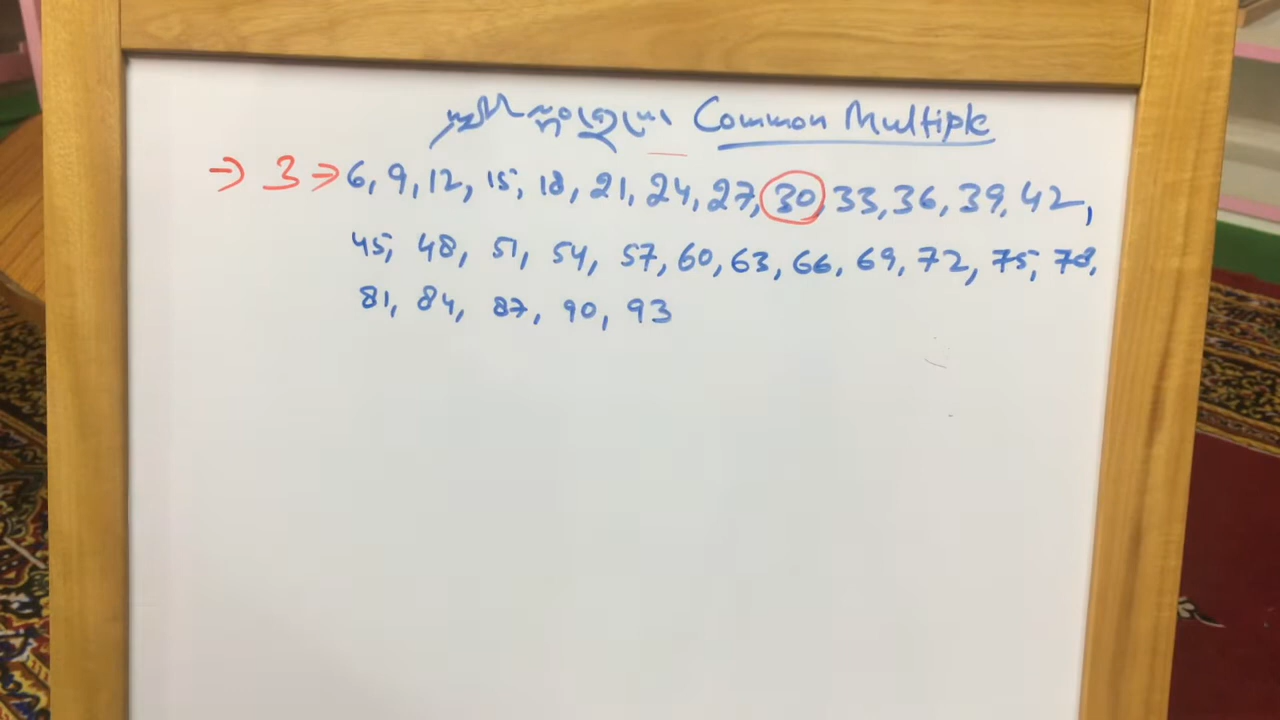 Common Multiple
→ 3 → 6, 9, 12, 15, 18, 21, 24, 27, 30, 33, 36, 39, 42,
45, 48, 51, 54, 57, 60, 63, 66, 69, 72, 75, 78,
81, 84, 87, 90, 93